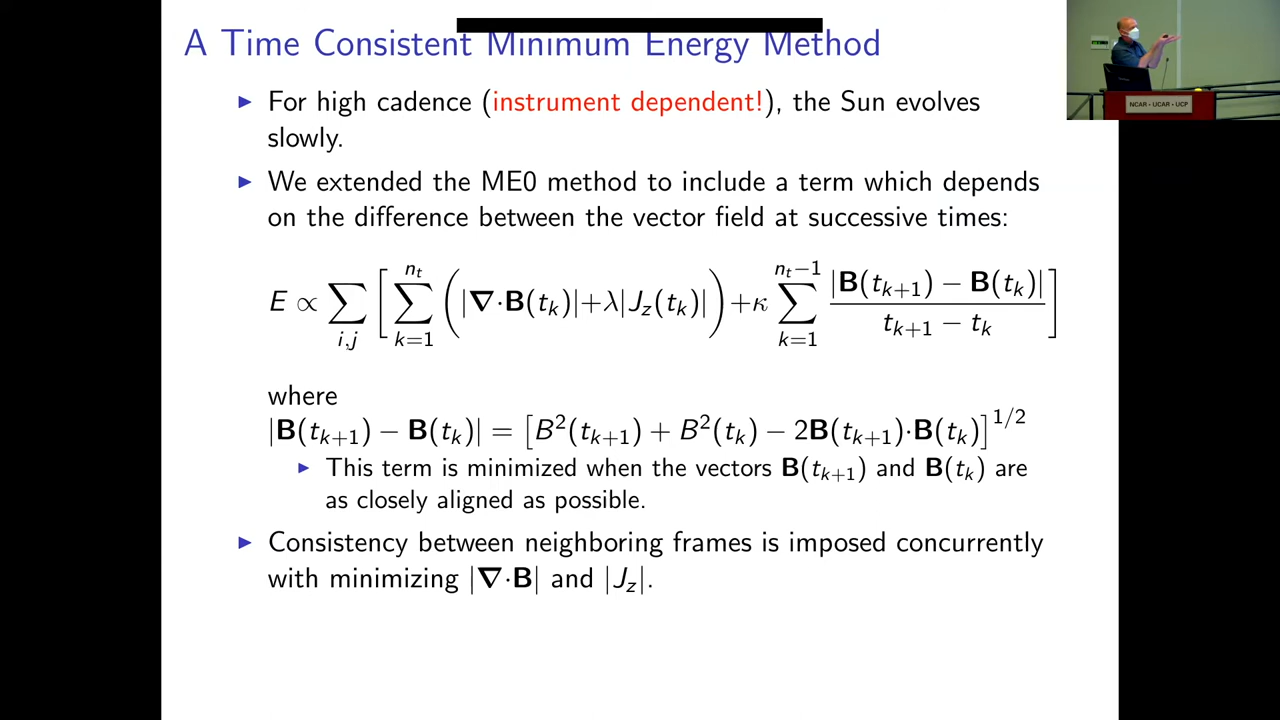 A Time Consistent Minimum Energy Method
▶ For high cadence (instrument dependent!), the Sun evolves
slowly.
▶ We extended the ME0 method to include a term which depends
on the difference between the vector field at successive times:
E ∝ ∑_{i,j} [ ∑_{k=1}^{n_t} ( |∇·B(t_k)|+λ|J_z(t_k)| ) +κ ∑_{k=1}^{n_t−1} |B(t_{k+1}) − B(t_k)| / (t_{k+1} − t_k) ]
where
|B(t_{k+1}) − B(t_k)| = [B²(t_{k+1}) + B²(t_k) − 2B(t_{k+1})·B(t_k)]^{1/2}
▶ This term is minimized when the vectors B(t_{k+1}) and B(t_k) are
as closely aligned as possible.
▶ Consistency between neighboring frames is imposed concurrently
with minimizing |∇·B| and |J_z|.
NCAR • UCAR • UCP